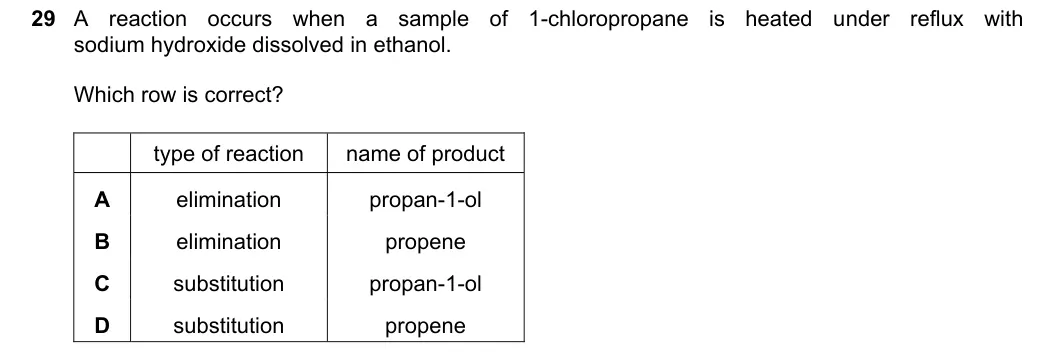 29 A reaction occurs when a sample of 1-chloropropane is heated under reflux with
sodium hydroxide dissolved in ethanol.
Which row is correct?
type of reaction name of product
A elimination propan-1-ol
B elimination propene
C substitution propan-1-ol
D substitution propene